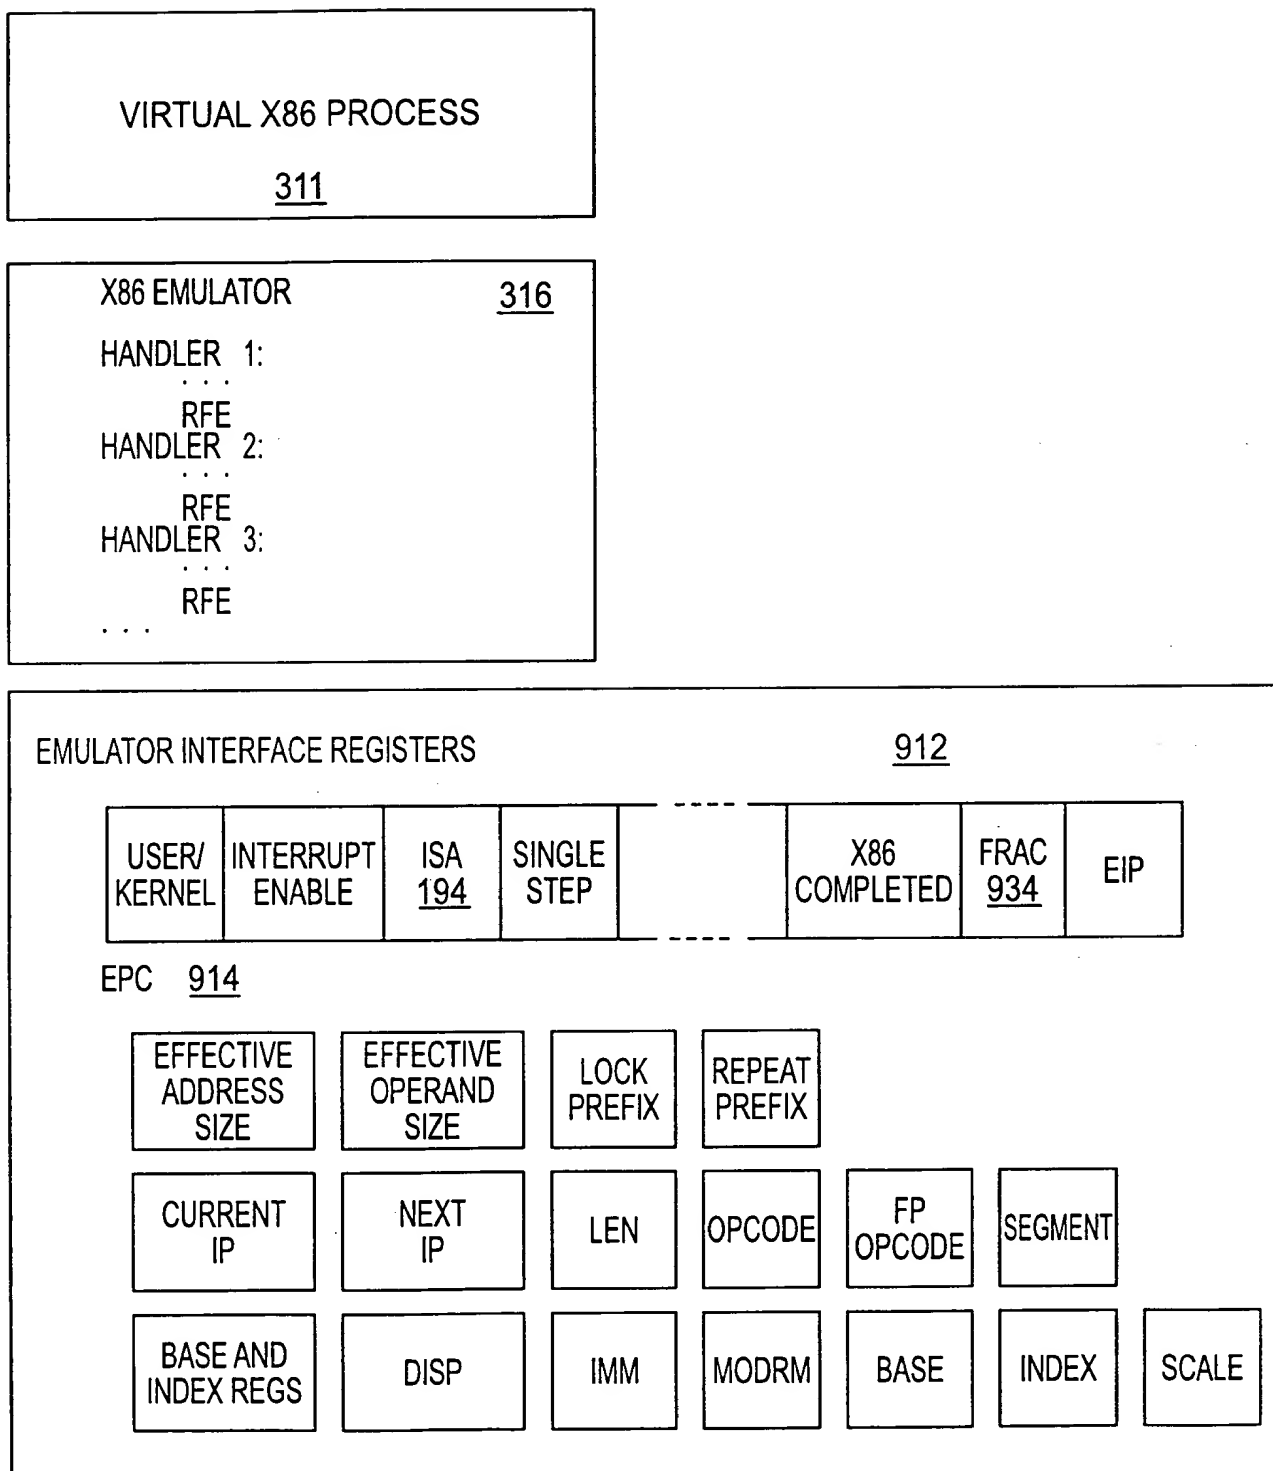 VIRTUAL X86 PROCESS
311
X86 EMULATOR 316
HANDLER 1:
. . .
RFE
HANDLER 2:
. . .
RFE
HANDLER 3:
. . .
RFE
. . .
EMULATOR INTERFACE REGISTERS 912
USER/
KERNEL
INTERRUPT
ENABLE
ISA
194
SINGLE
STEP
X86
COMPLETED
FRAC
934
EIP
EPC 914
EFFECTIVE
ADDRESS
SIZE
EFFECTIVE
OPERAND
SIZE
LOCK
PREFIX
REPEAT
PREFIX
CURRENT
IP
NEXT
IP
LEN
OPCODE
FP
OPCODE
SEGMENT
BASE AND
INDEX REGS
DISP
IMM
MODRM
BASE
INDEX
SCALE